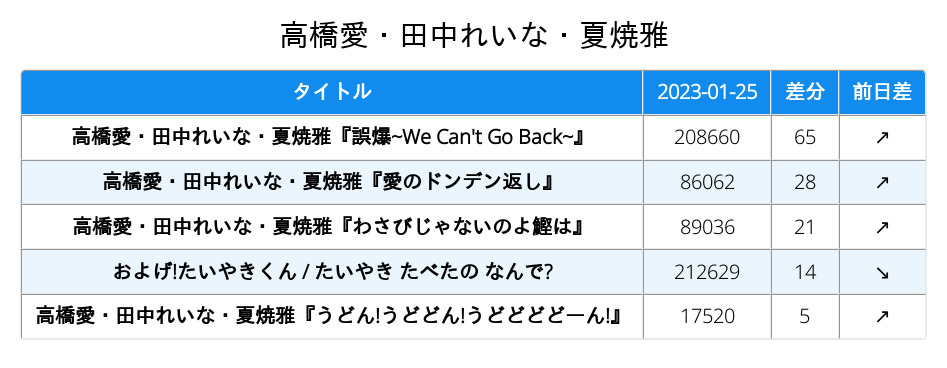 高橋愛・田中れいな・夏焼雅
タイトル 2023-01-25 差分 前日差
高橋愛・田中れいな・夏焼雅『誤爆~We Can't Go Back~』 208660 65 ↗
高橋愛・田中れいな・夏焼雅『愛のドンデン返し』 86062 28 ↗
高橋愛・田中れいな・夏焼雅『わさびじゃないのよ鰹は』 89036 21 ↗
およげ!たいやきくん / たいやき たべたの なんで? 212629 14 ↘
高橋愛・田中れいな・夏焼雅『うどん!うどどん!うどどどどーん!』 17520 5 ↗